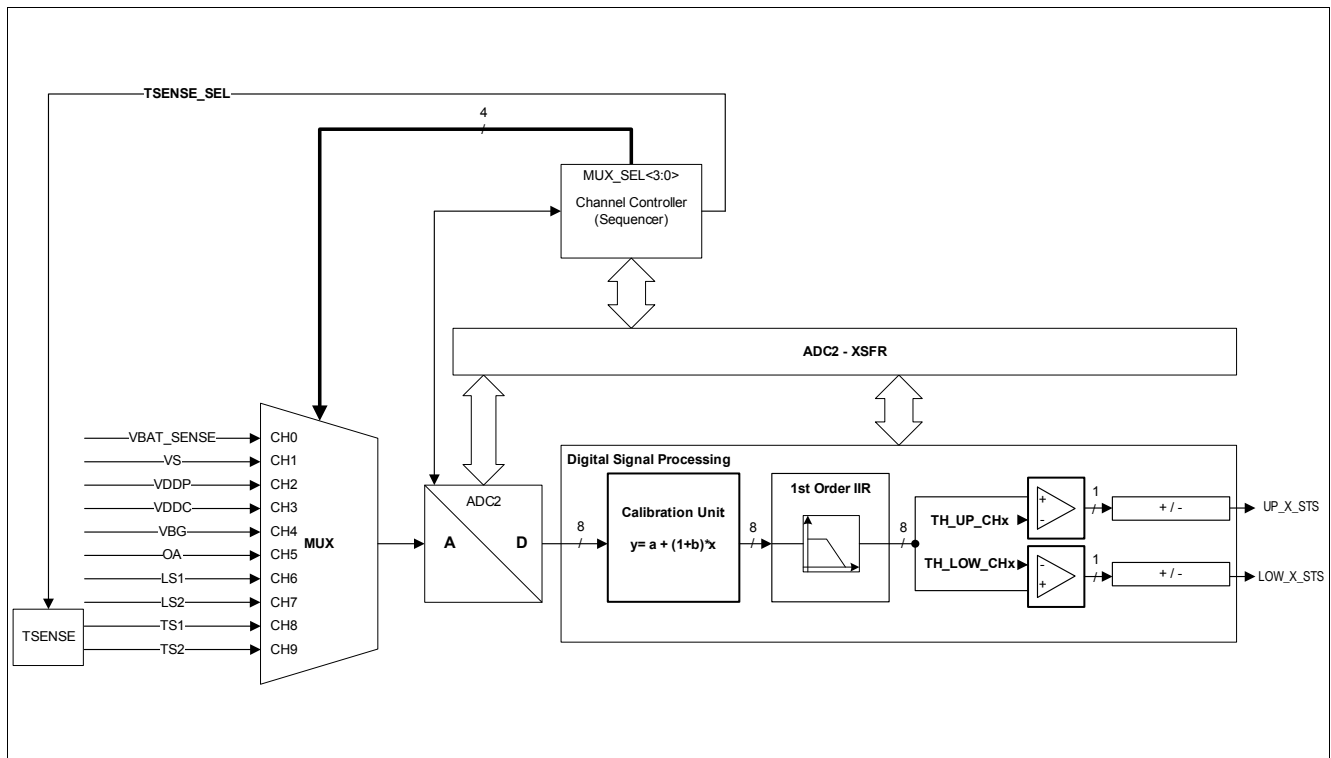 TSENSE_SEL
4
MUX_SEL<3:0>
Channel Controller
(Sequencer)
ADC2 - XSFR
VBAT_SENSE CH0
VS CH1
VDDP CH2
VDDC CH3
VBG CH4
OA CH5
LS1 CH6
LS2 CH7
TS1 CH8
TS2 CH9
MUX
TSENSE
ADC2
A D
8
Digital Signal Processing
Calibration Unit
y= a + (1+b)*x
8
1st Order IIR
8
TH_UP_CHx
+
-
1
+ / -
UP_X_STS
TH_LOW_CHx
-
+
1
+ / -
LOW_X_STS